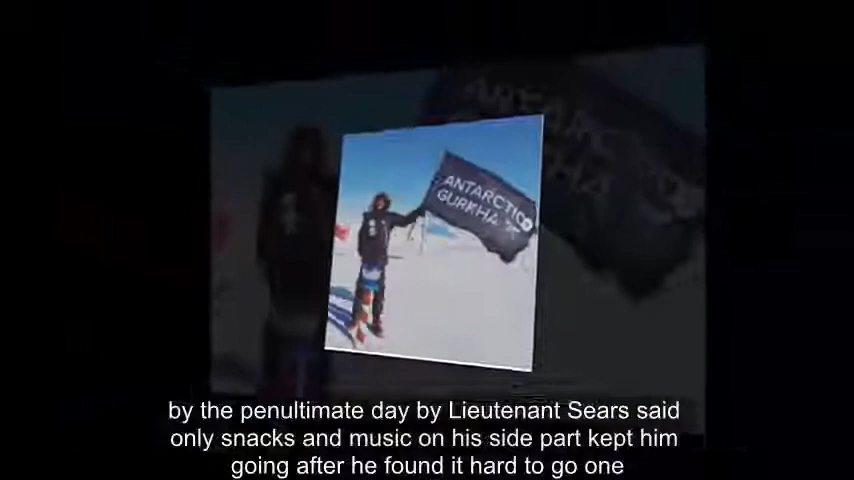 ANTARCTIC
GURKHA
by the penultimate day by Lieutenant Sears said
only snacks and music on his side part kept him
going after he found it hard to go one